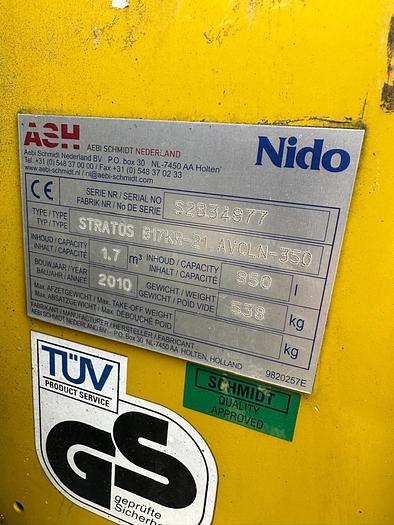 ASH AEBI SCHMIDT NEDERLAND Nido
Aebi Schmidt Nederland BV P.O. box 30 NL-7450 AA Holten
Tel. +31 (0) 548 37 00 00 / Fax +31 (0) 548 37 02 33
www.aebi-schmidt.nl / nl@aebi-schmidt.com
CE SERIE NR / SERIAL NO
FABRIK NR / No DE SERIE S2B34877
TYPE / TYPE
TYP / TYPE STRATOS B17KR-21 AVCLN-350
INHOUD / CAPACITY
INHALT / CAPACITE 1.7 m³ INHOUD / CAPACITY
INHALT / CAPACITE 850 l
BOUWJAAR / YEAR
BAUJAHR / ANNEE 2010 GEWICHT / WEIGHT
GEWICHT / POID VIDE 538 kg
Max. AFZETGEWICHT / Max. TAKE-OFF WEIGHT
Max. ABSATZGEWICHT / Max. DÉBOUCHÉ POID kg
FABRIKANT / MANUFACTURER / HERSTELLER / FABRICANT :
AEBI SCHMIDT NEDERLAND BV P.O. Box 30 NL-7451 AA HOLTEN, HOLLAND
9820257E
TÜV
PRODUCT SERVICE
GS
geprüfte
Sicherhe
SCHMIDT
QUALITY
APPROVED